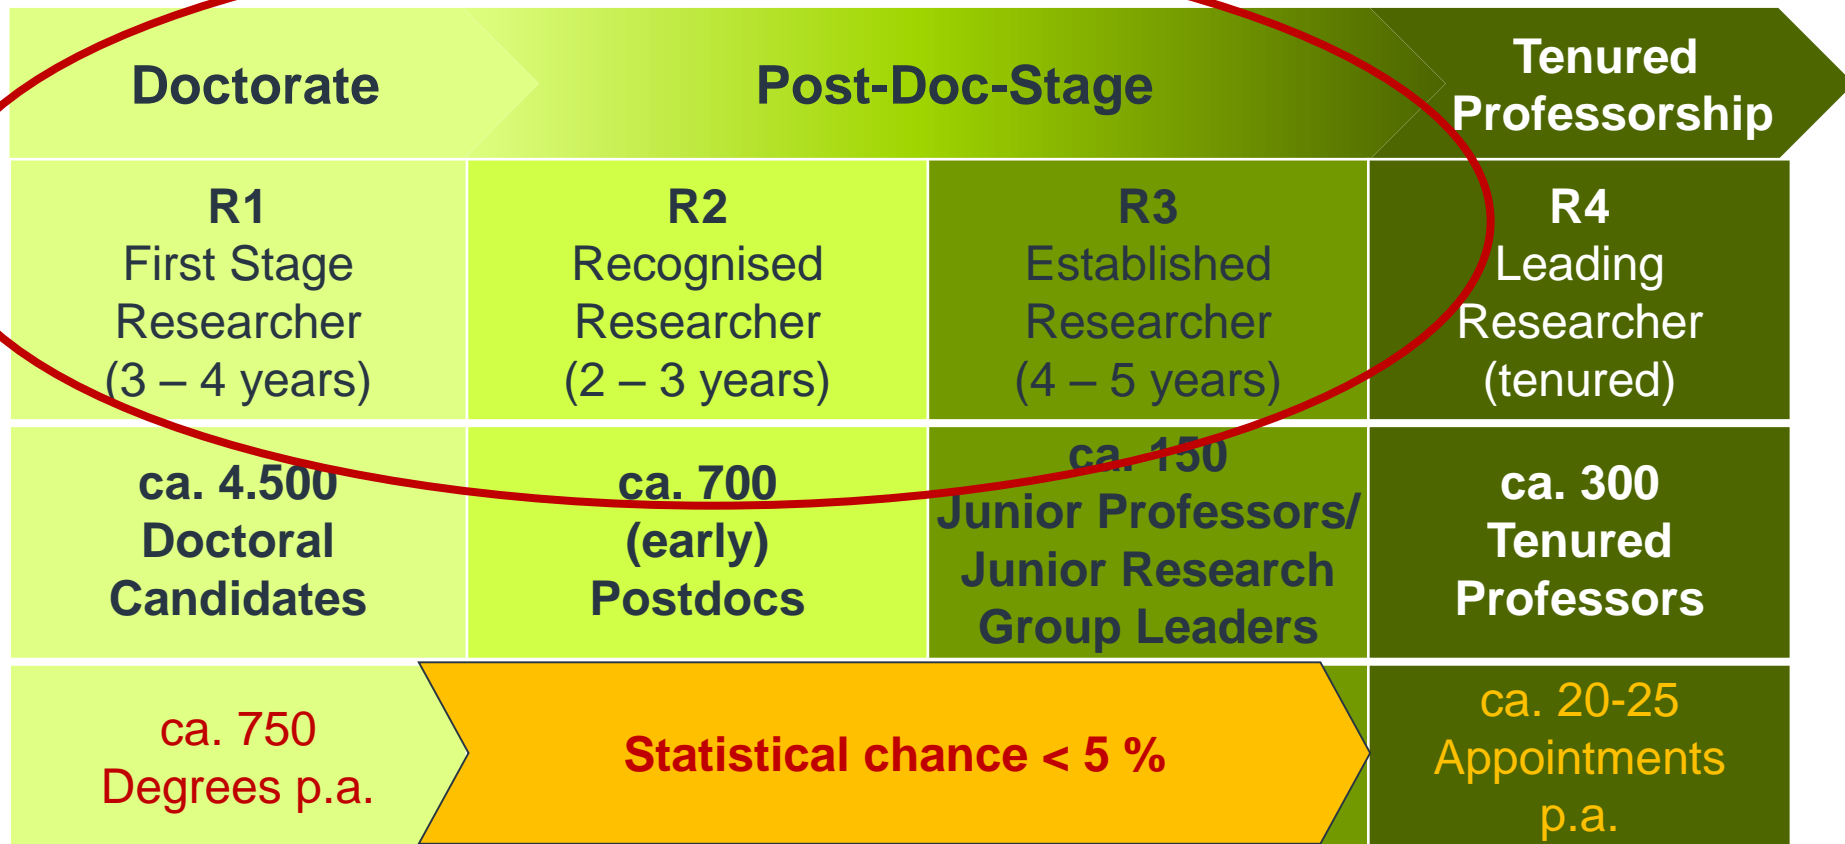 Doctorate
Post-Doc-Stage
Tenured
Professorship
R1
First Stage
Researcher
(3 – 4 years)
R2
Recognised
Researcher
(2 – 3 years)
R3
Established
Researcher
(4 – 5 years)
R4
Leading
Researcher
(tenured)
ca. 4.500
Doctoral
Candidates
ca. 700
(early)
Postdocs
ca. 150
Junior Professors/
Junior Research
Group Leaders
ca. 300
Tenured
Professors
ca. 750
Degrees p.a.
Statistical chance < 5 %
ca. 20-25
Appointments
p.a.